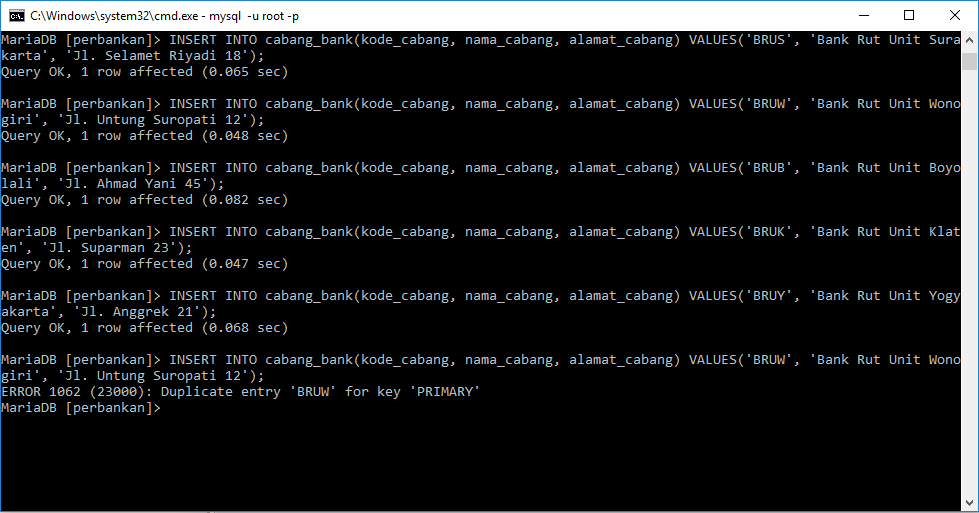 C:\Windows\system32\cmd.exe - mysql -u root -p
MariaDB [perbankan]> INSERT INTO cabang_bank(kode_cabang, nama_cabang, alamat_cabang) VALUES('BRUS', 'Bank Rut Unit Sura
karta', 'Jl. Selamet Riyadi 18');
Query OK, 1 row affected (0.065 sec)
MariaDB [perbankan]> INSERT INTO cabang_bank(kode_cabang, nama_cabang, alamat_cabang) VALUES('BRUW', 'Bank Rut Unit Wono
giri', 'Jl. Untung Suropati 12');
Query OK, 1 row affected (0.048 sec)
MariaDB [perbankan]> INSERT INTO cabang_bank(kode_cabang, nama_cabang, alamat_cabang) VALUES('BRUB', 'Bank Rut Unit Boyo
lali', 'Jl. Ahmad Yani 45');
Query OK, 1 row affected (0.082 sec)
MariaDB [perbankan]> INSERT INTO cabang_bank(kode_cabang, nama_cabang, alamat_cabang) VALUES('BRUK', 'Bank Rut Unit Klat
en', 'Jl. Suparman 23');
Query OK, 1 row affected (0.047 sec)
MariaDB [perbankan]> INSERT INTO cabang_bank(kode_cabang, nama_cabang, alamat_cabang) VALUES('BRUY', 'Bank Rut Unit Yogy
akarta', 'Jl. Anggrek 21');
Query OK, 1 row affected (0.068 sec)
MariaDB [perbankan]> INSERT INTO cabang_bank(kode_cabang, nama_cabang, alamat_cabang) VALUES('BRUW', 'Bank Rut Unit Wono
giri', 'Jl. Untung Suropati 12');
ERROR 1062 (23000): Duplicate entry 'BRUW' for key 'PRIMARY'
MariaDB [perbankan]>